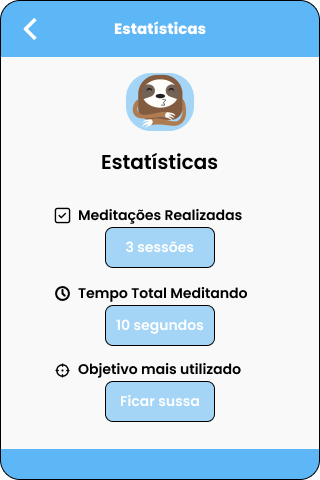 Estatísticas
Estatísticas
Meditações Realizadas
3 sessões
Tempo Total Meditando
10 segundos
Objetivo mais utilizado
Ficar sussa